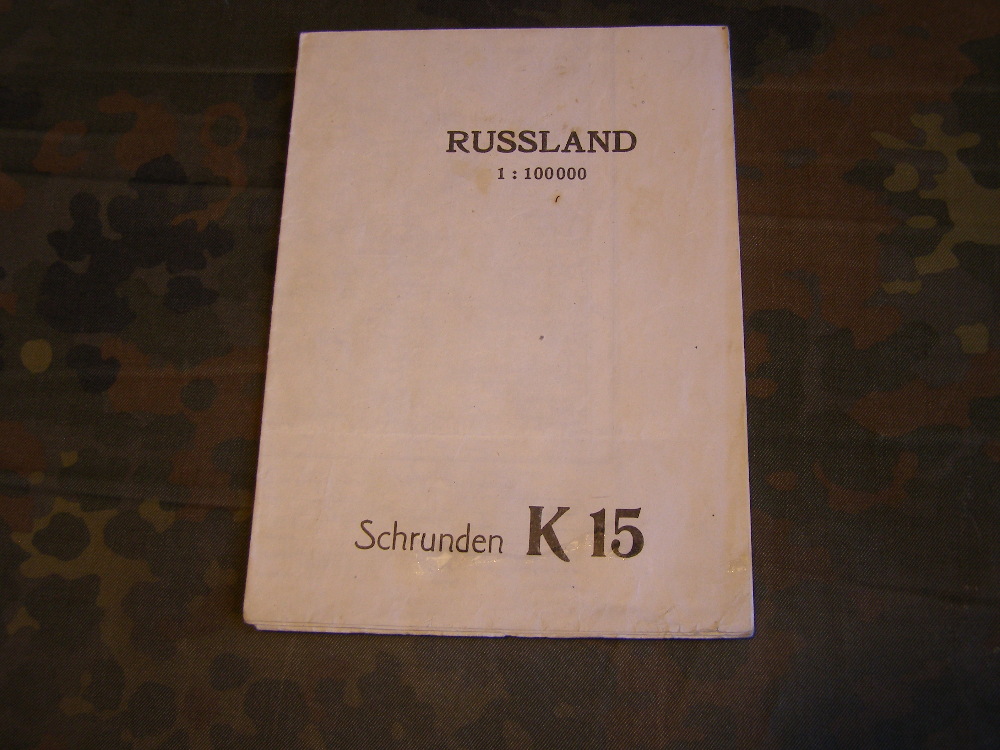 RUSSLAND
1 : 100000
Schrunden K 15